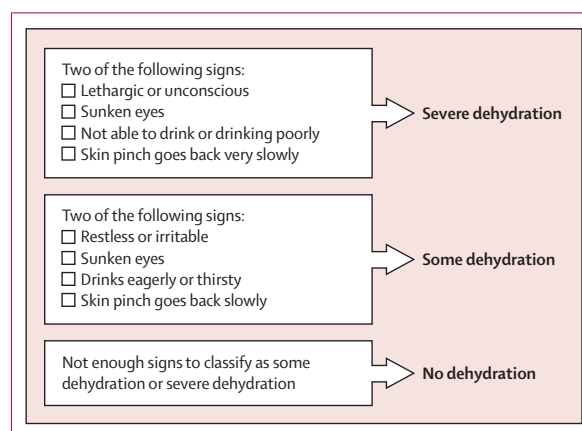 Two of the following signs:
☐ Lethargic or unconscious
☐ Sunken eyes
☐ Not able to drink or drinking poorly
☐ Skin pinch goes back very slowly
Severe dehydration
Two of the following signs:
☐ Restless or irritable
☐ Sunken eyes
☐ Drinks eagerly or thirsty
☐ Skin pinch goes back slowly
Some dehydration
Not enough signs to classify as some
dehydration or severe dehydration
No dehydration